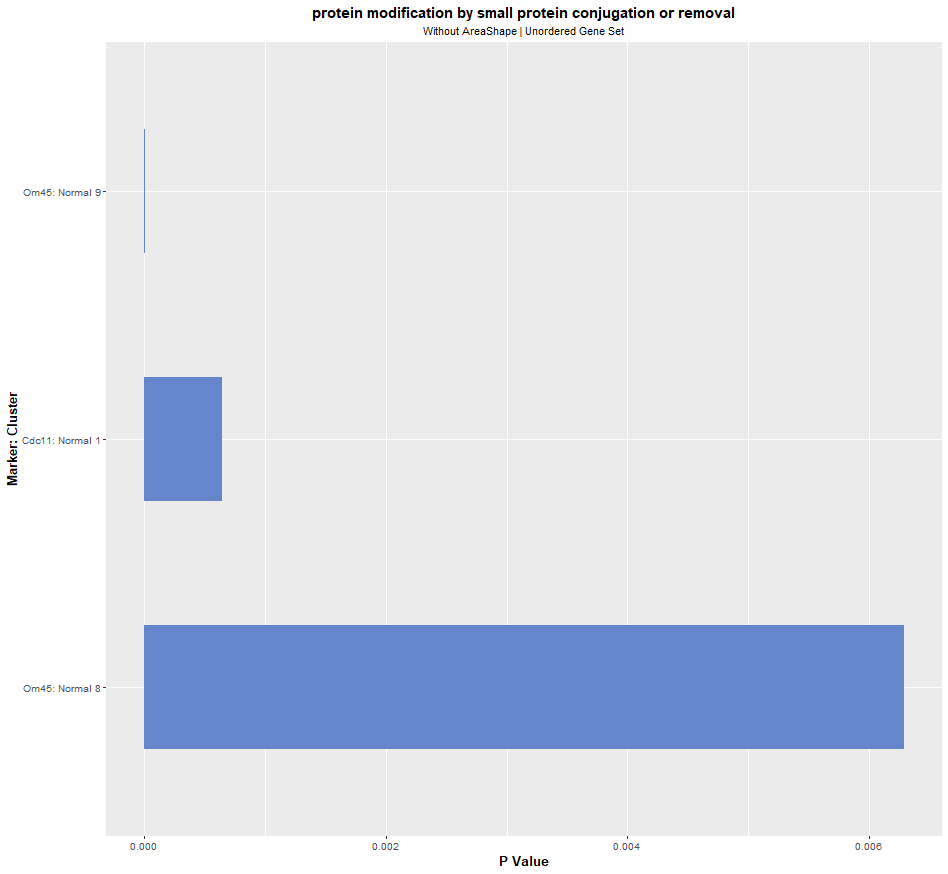 protein modification by small protein conjugation or removal
Without AreaShape | Unordered Gene Set
Marker: Cluster
Om45: Normal 9
Cdc11: Normal 1
Om45: Normal 8
0.000 0.002 0.004 0.006
P Value